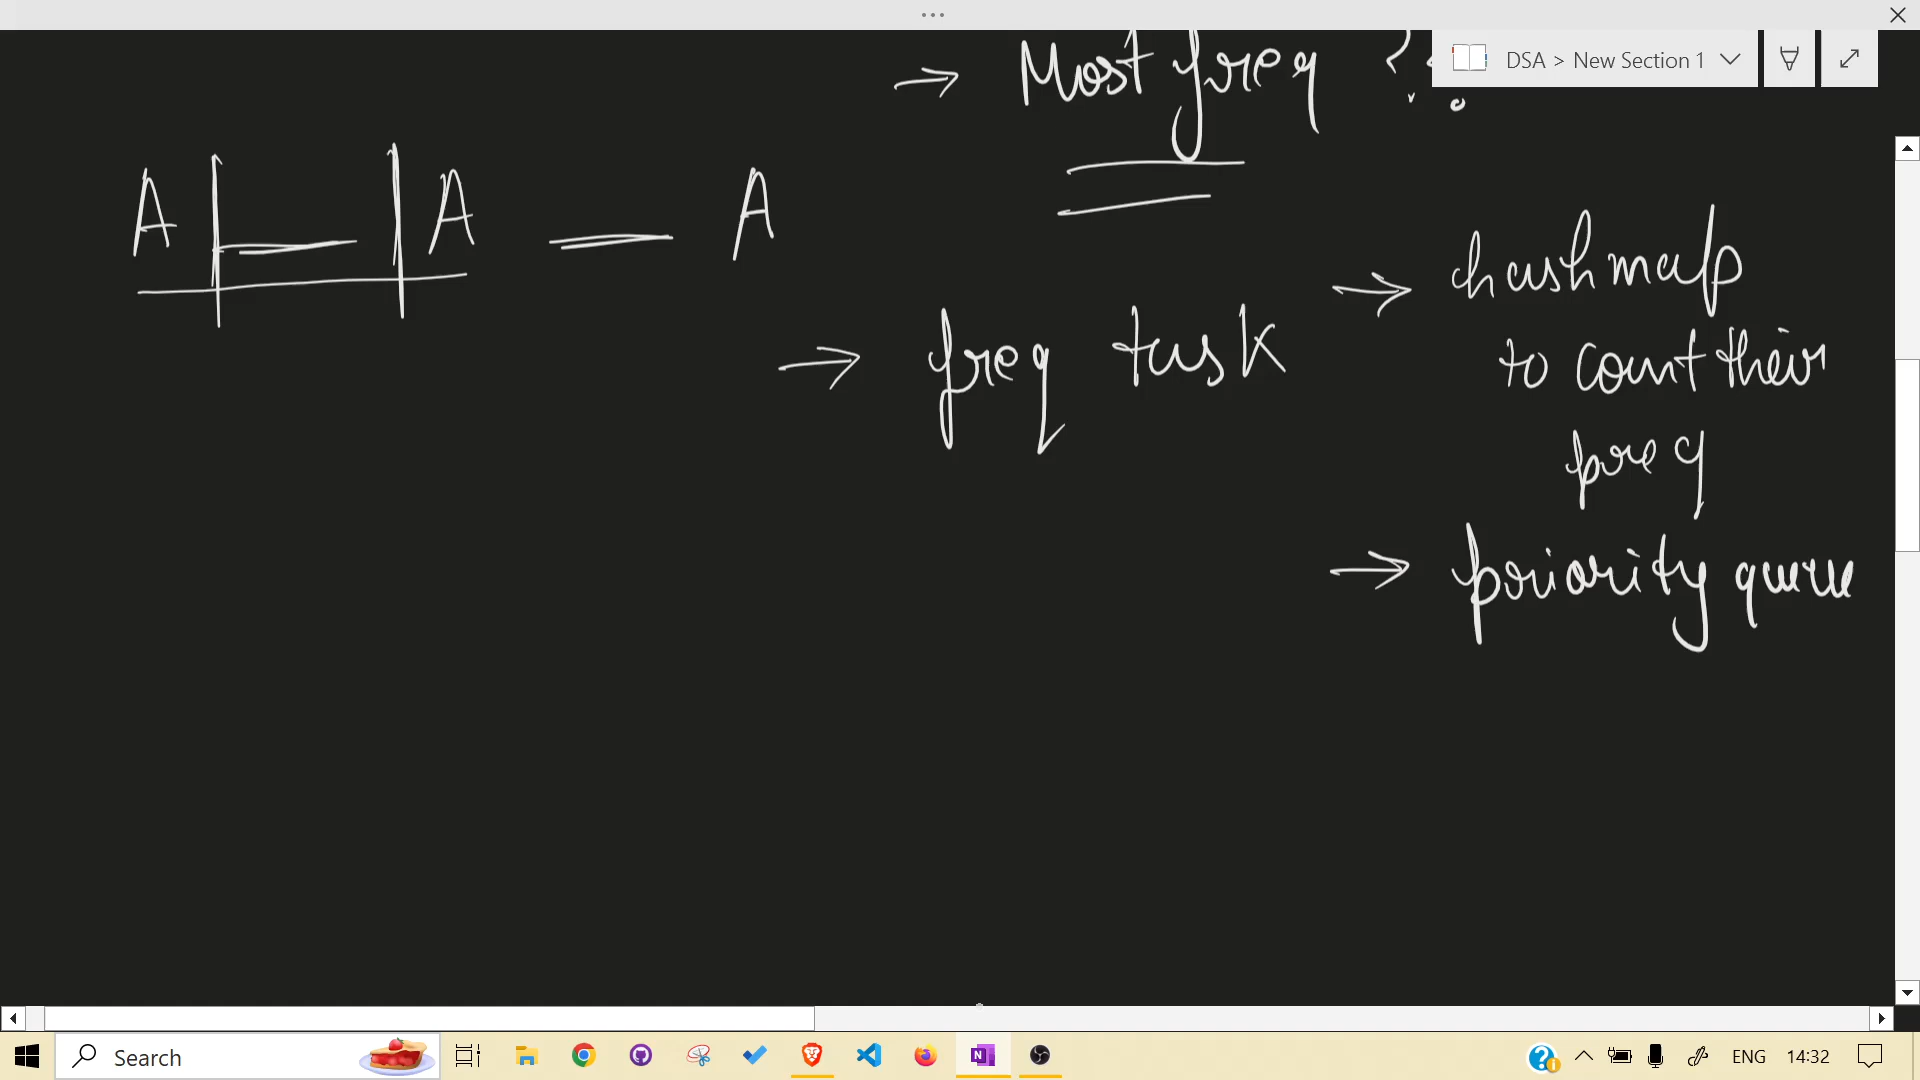 DSA > New Section 1
→ Most freq ??
A | — | A — A
→ hashmap
to count their
freq
→ freq task
→ priority queue
Search
ENG 14:32